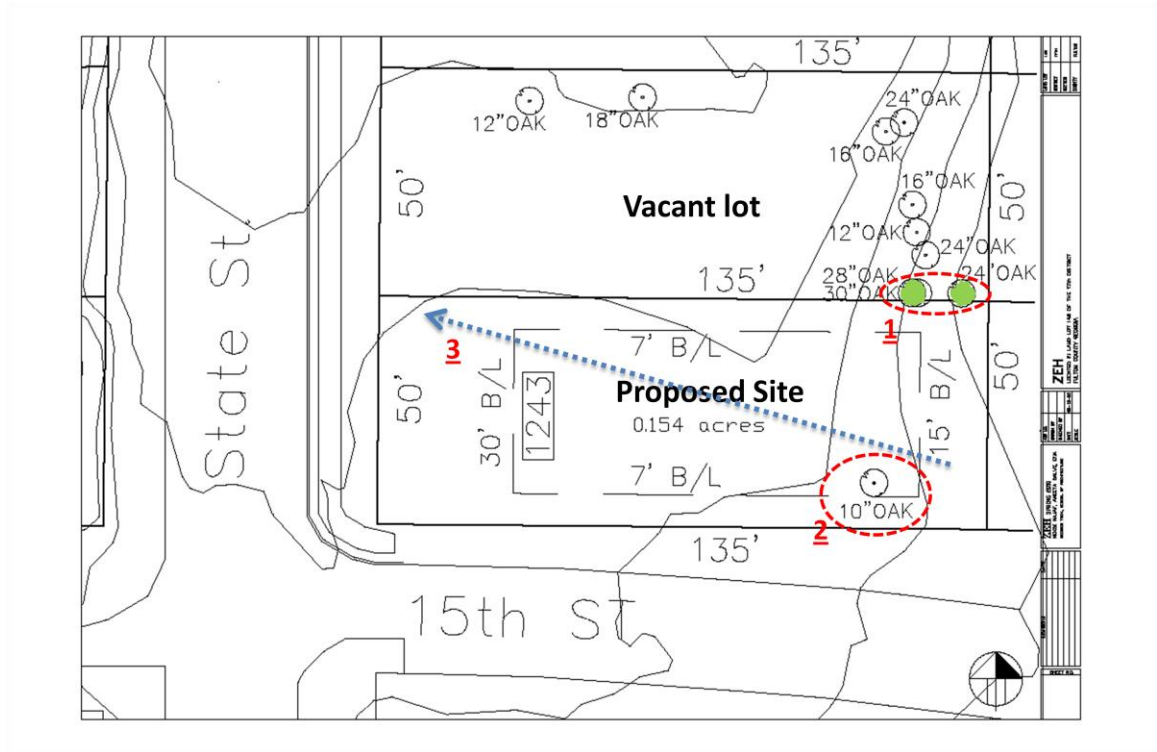 135'
24"OAK
12"OAK
18"OAK
16"OAK
50'
16"OAK
50'
Vacant lot
12"OAK
24"OAK
State St.
135'
28"OAK
24'OAK
30"OAK
1
3
7' B/L
Proposed Site
0.154 acres
50'
30' B/L
1243
15' B/L
50'
7' B/L
10"OAK
2
135'
15th ST
ZEH
SHEET NO.